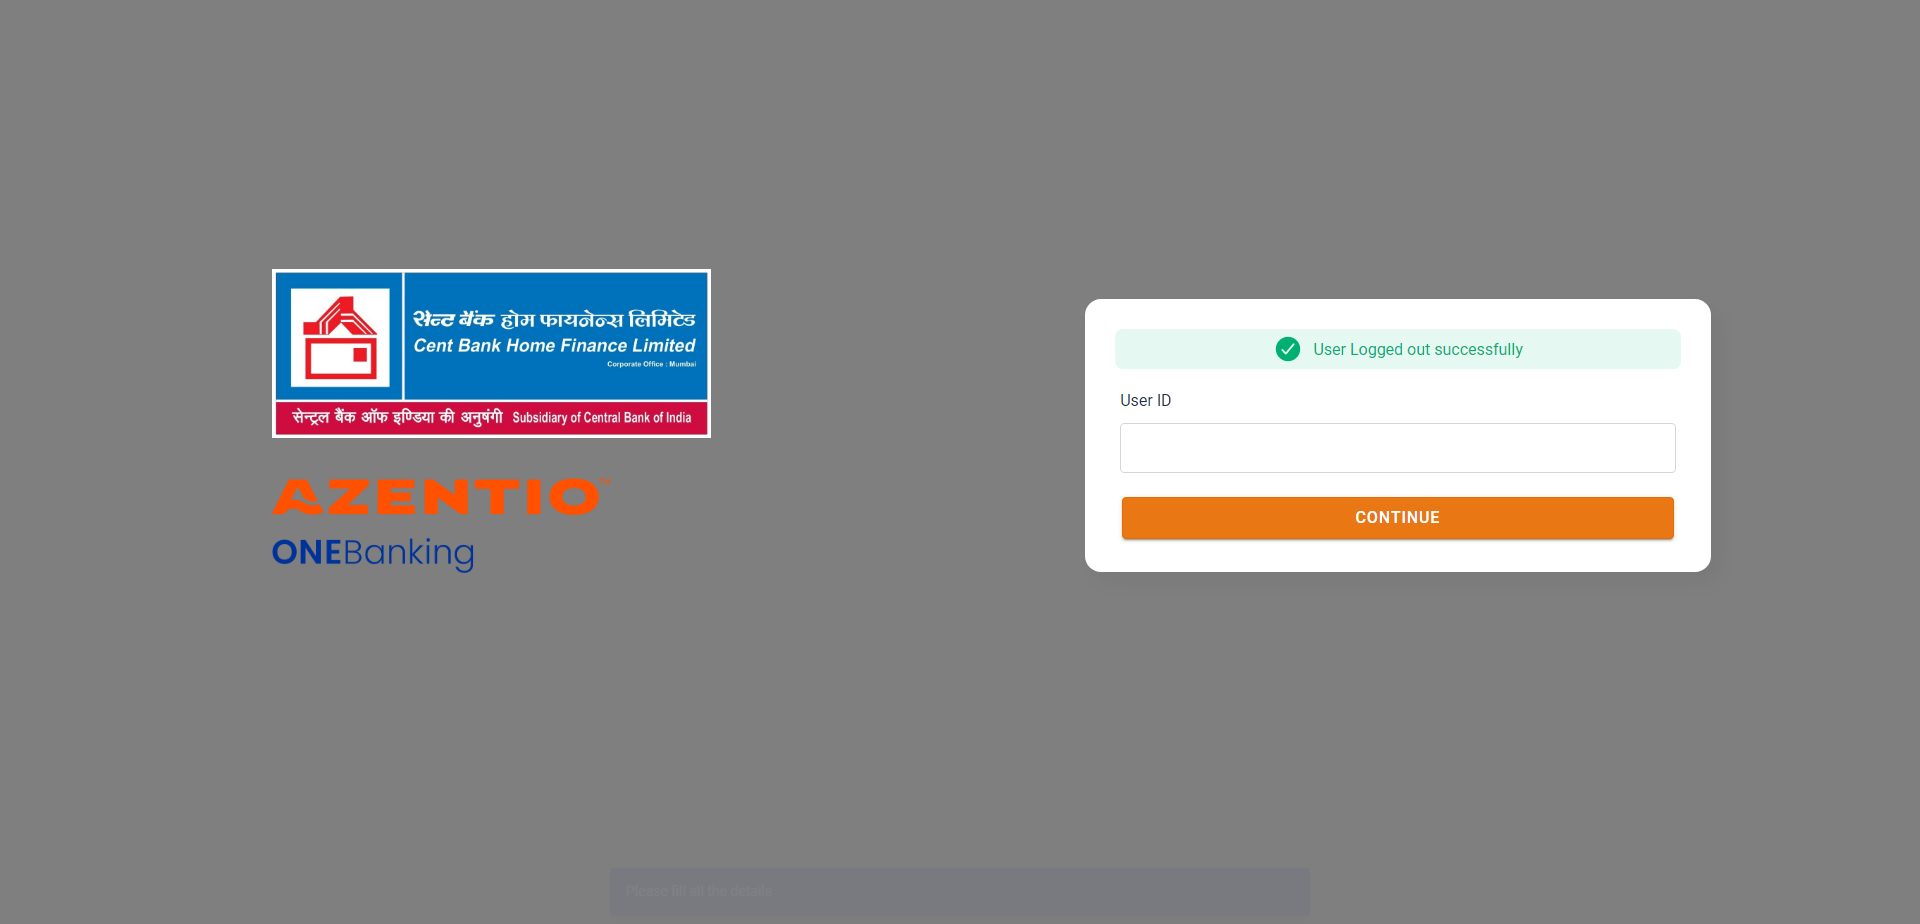 सेन्ट बैंक होम फायनेन्स लिमिटेड
Cent Bank Home Finance Limited
Corporate Office : Mumbai
सेन्ट्रल बैंक ऑफ इण्डिया की अनुषंगी Subsidiary of Central Bank of India
AZENTIO
ONEBanking
User Logged out successfully
User ID
CONTINUE
Please fill all the details